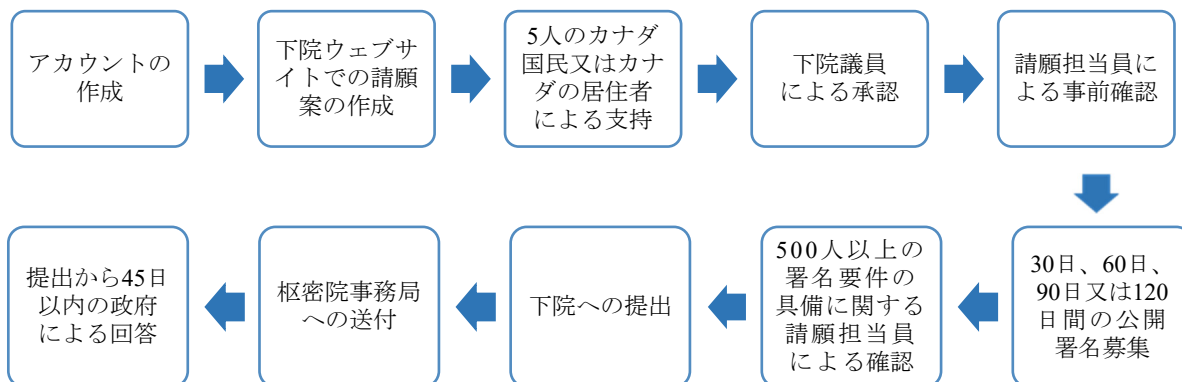 アカウントの
作成
下院ウェブサ
イトでの請願
案の作成
5人のカナダ
国民又はカナ
ダの居住者
による支持
下院議員
による承認
請願担当員に
よる事前確認
30日、60日、
90日又は120
日間の公開
署名募集
500人以上の
署名要件の
具備に関する
請願担当員
による確認
下院への提出
枢密院事務局
への送付
提出から45日
以内の政府
による回答